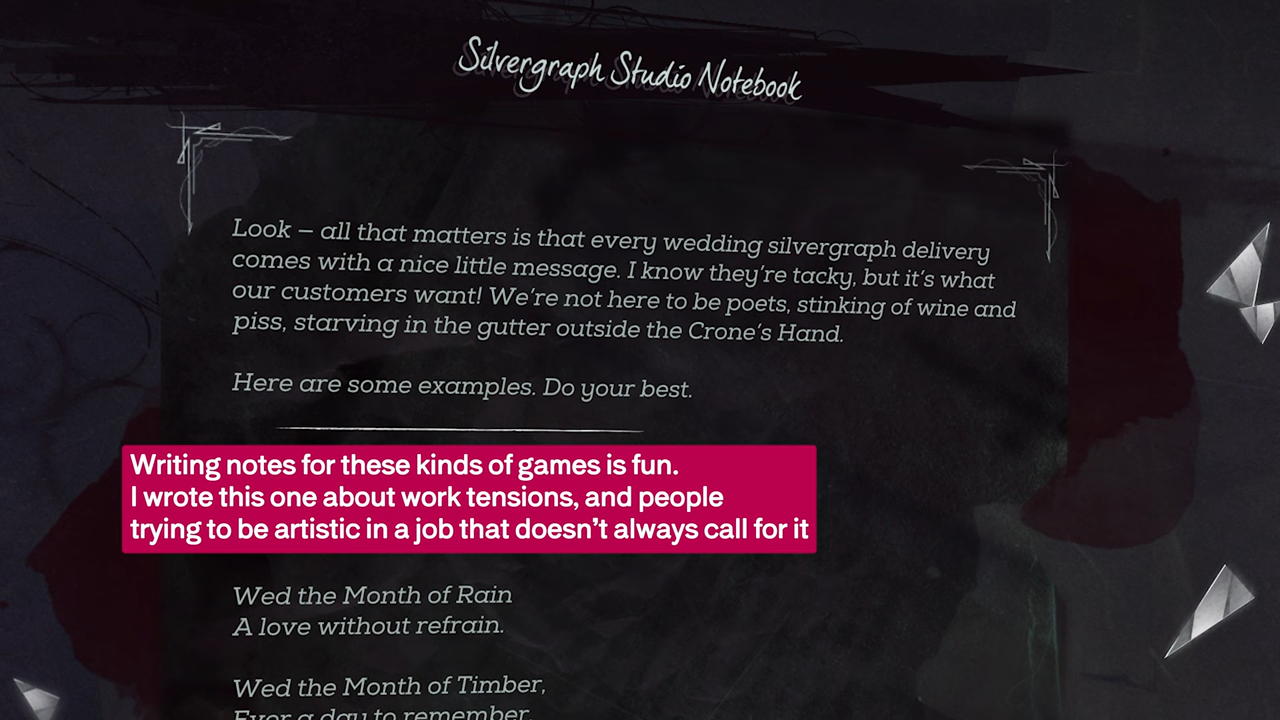 Silvergraph Studio Notebook
Look – all that matters is that every wedding silvergraph delivery
comes with a nice little message. I know they're tacky, but it's what
our customers want! We're not here to be poets, stinking of wine and
piss, starving in the gutter outside the Crone's Hand.
Here are some examples. Do your best.
Writing notes for these kinds of games is fun.
I wrote this one about work tensions, and people
trying to be artistic in a job that doesn't always call for it
Wed the Month of Rain
A love without refrain.
Wed the Month of Timber,
Ever a day to remember.